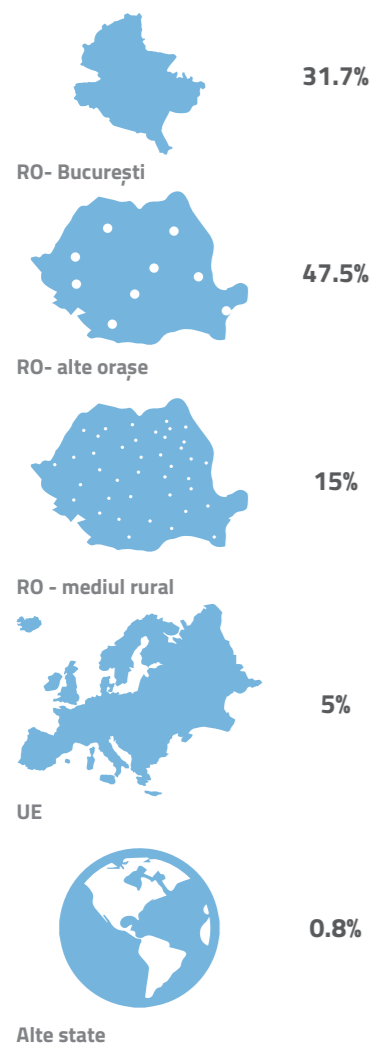 31.7%
RO- București
47.5%
RO- alte orașe
15%
RO - mediul rural
5%
UE
0.8%
Alte state